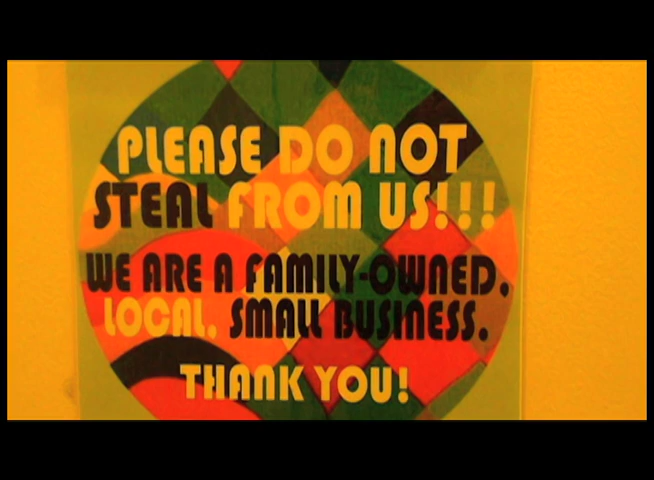 PLEASE DO NOT
STEAL FROM US!!!
WE ARE A FAMILY-OWNED,
LOCAL, SMALL BUSINESS.
THANK YOU!